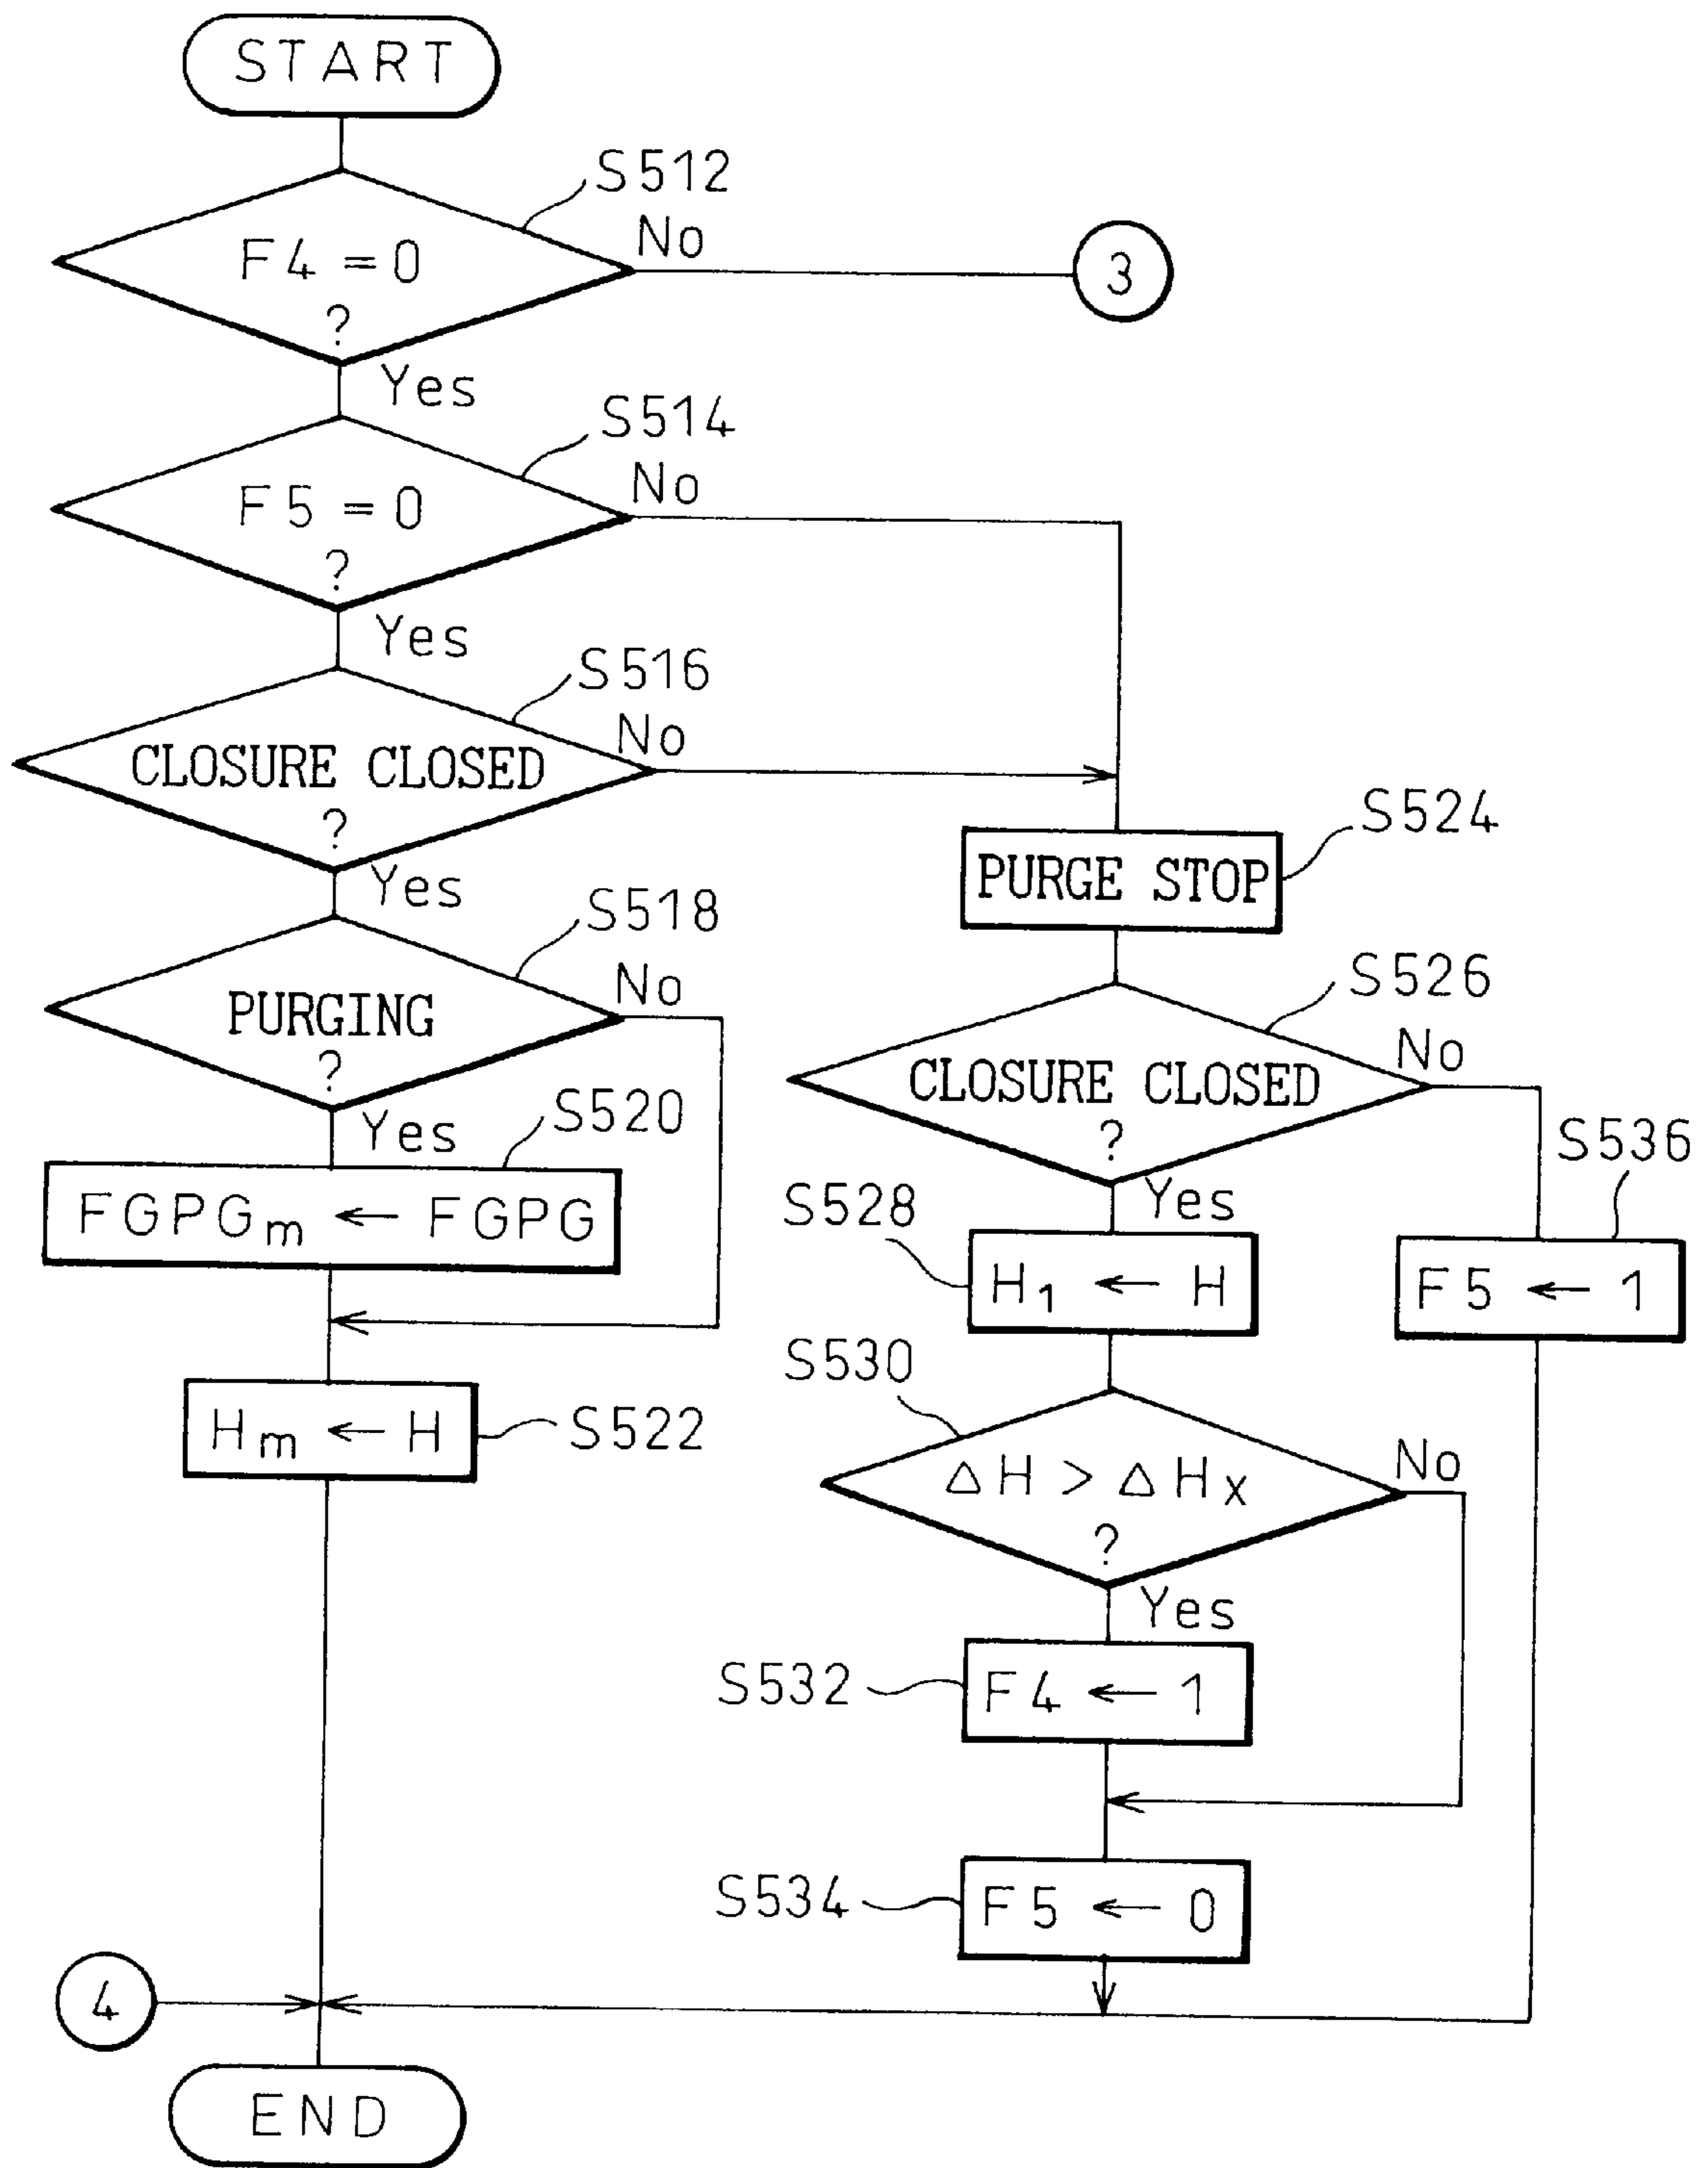 START
S512
F4 = 0
?
No
3
Yes
S514
F5 = 0
?
No
Yes
S516
CLOSURE CLOSED
?
No
Yes
S518
PURGING
?
No
Yes
S520
FGPGm ← FGPG
Hm ← H
S522
S524
PURGE STOP
S526
CLOSURE CLOSED
?
No
Yes
S536
F5 ← 1
S528
H1 ← H
S530
△H > △Hx
?
No
Yes
S532
F4 ← 1
S534
F5 ← 0
4
END